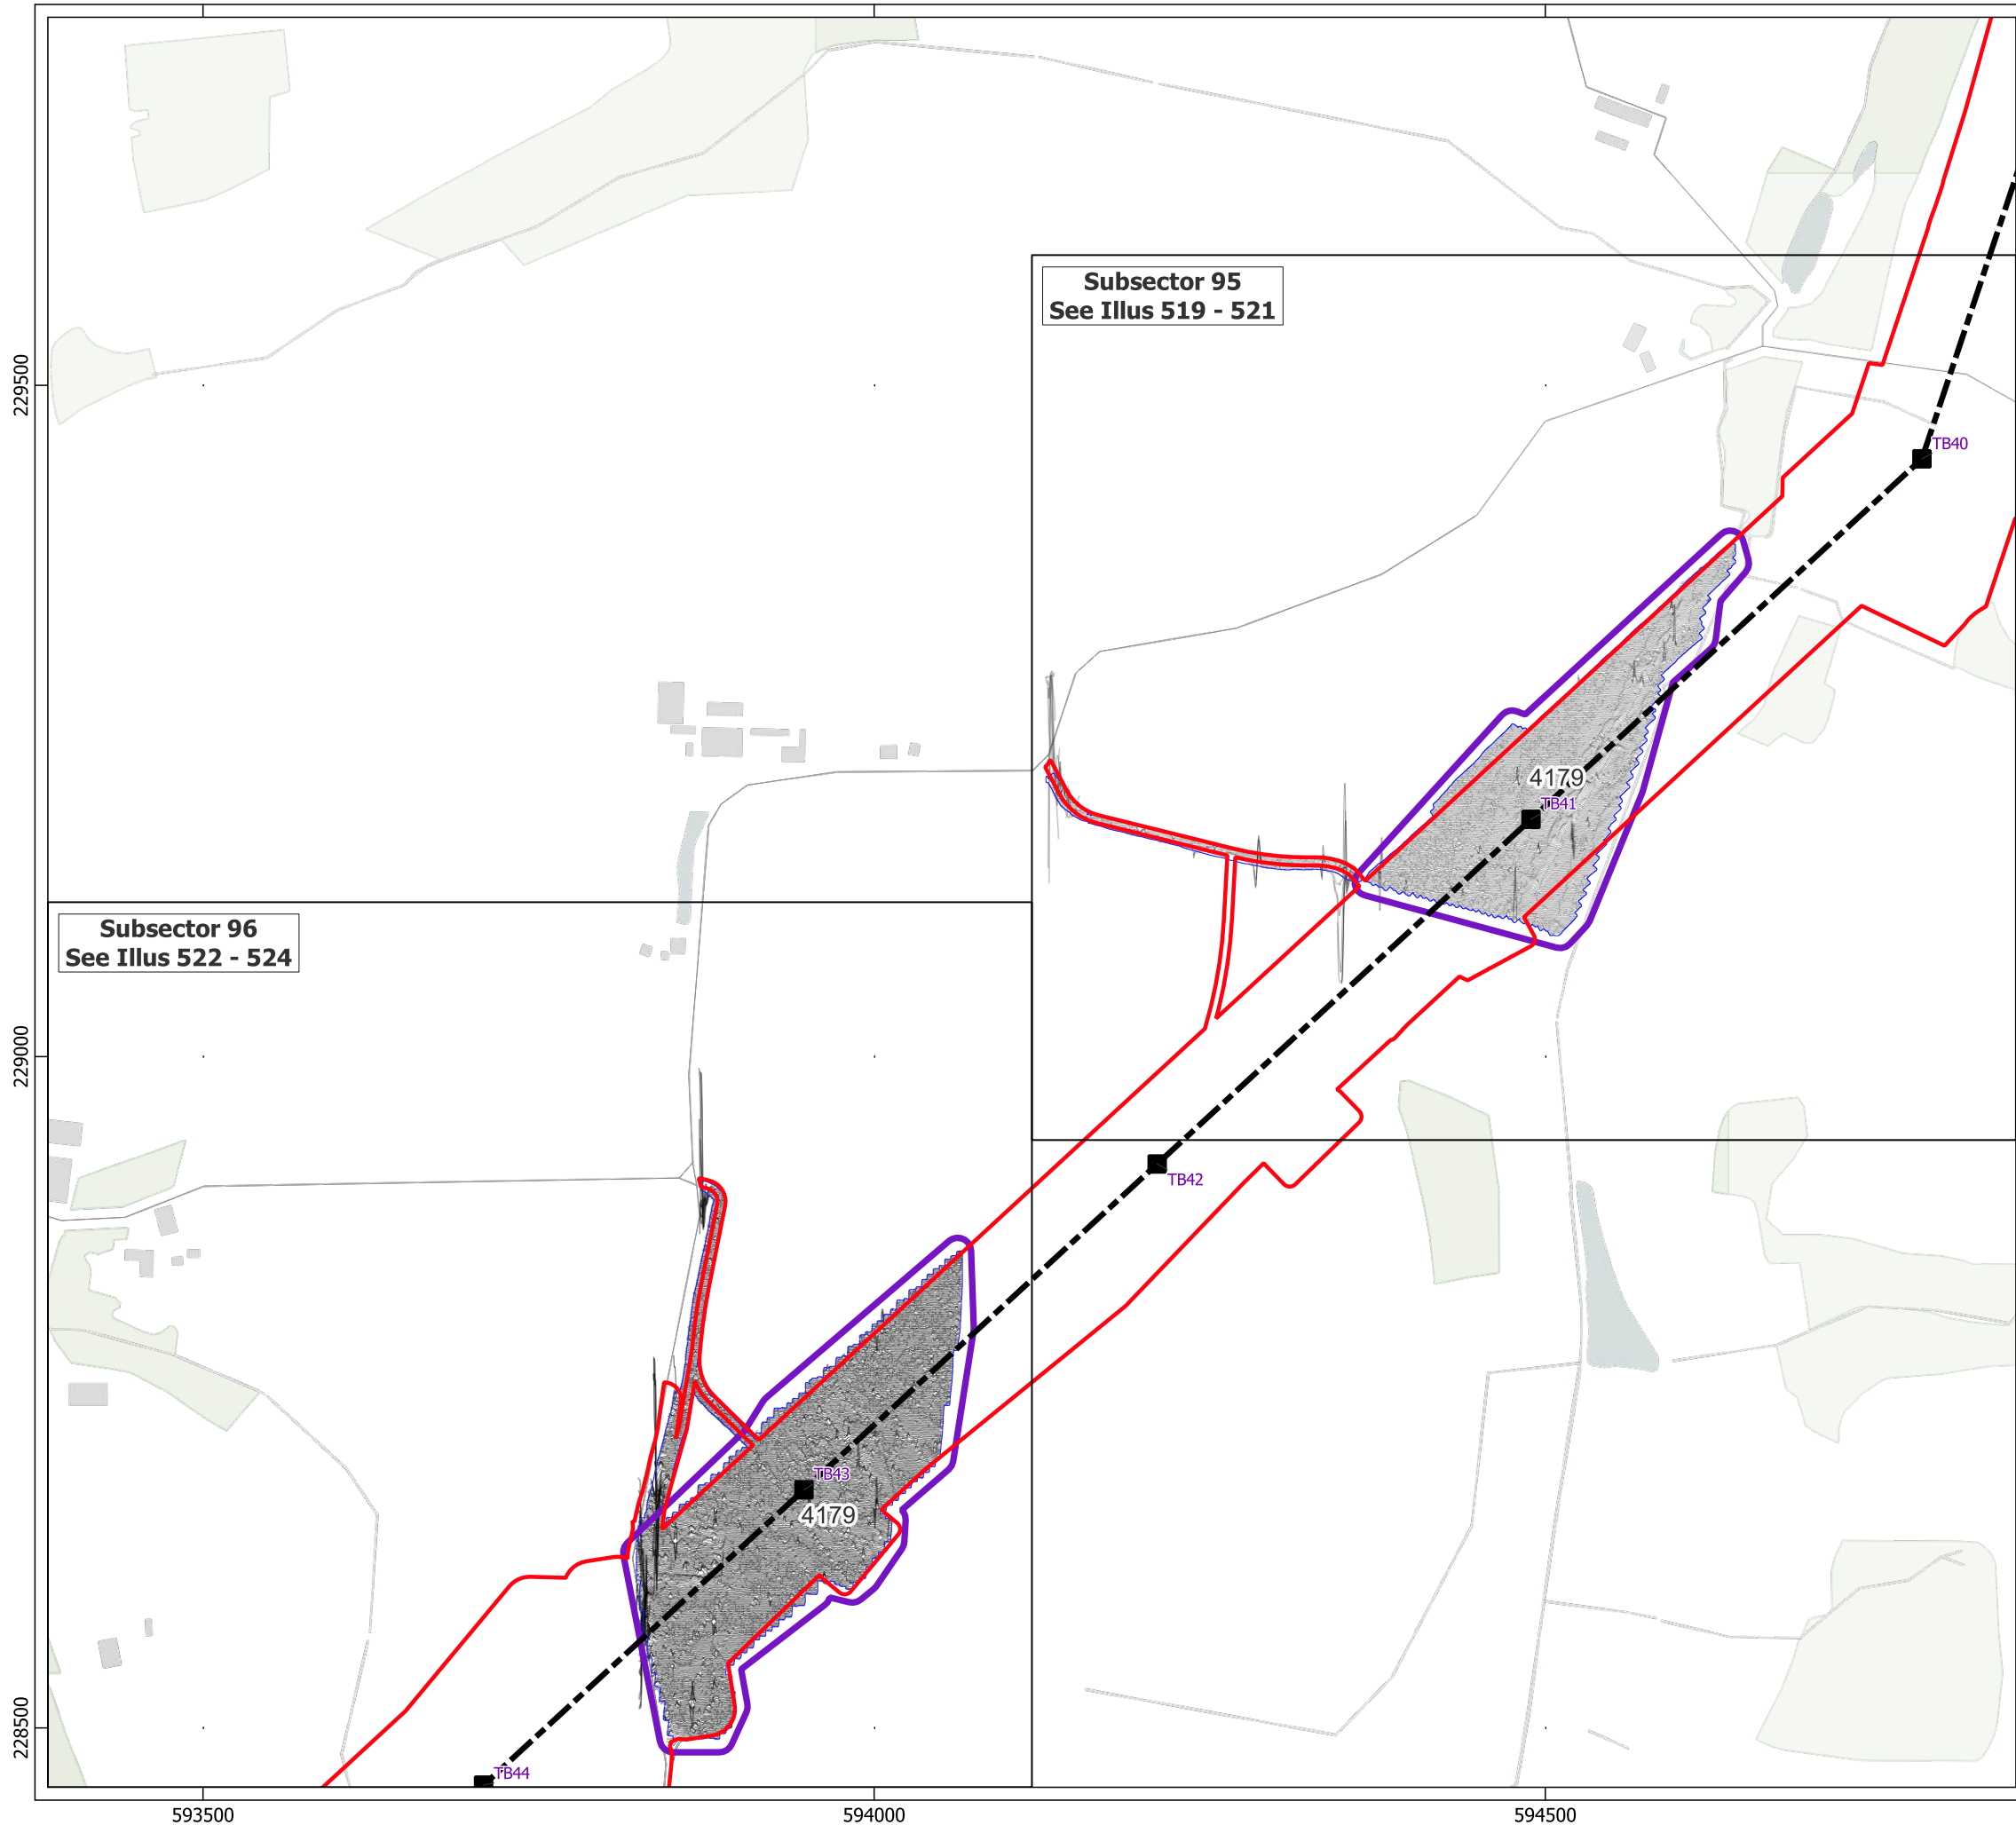 Subsector 95
See Illus 519 - 521
229500
TB40
4179
TB41
Subsector 96
See Illus 522 - 524
229000
TB42
TB43
4179
228500
TB44
593500
594000
594500